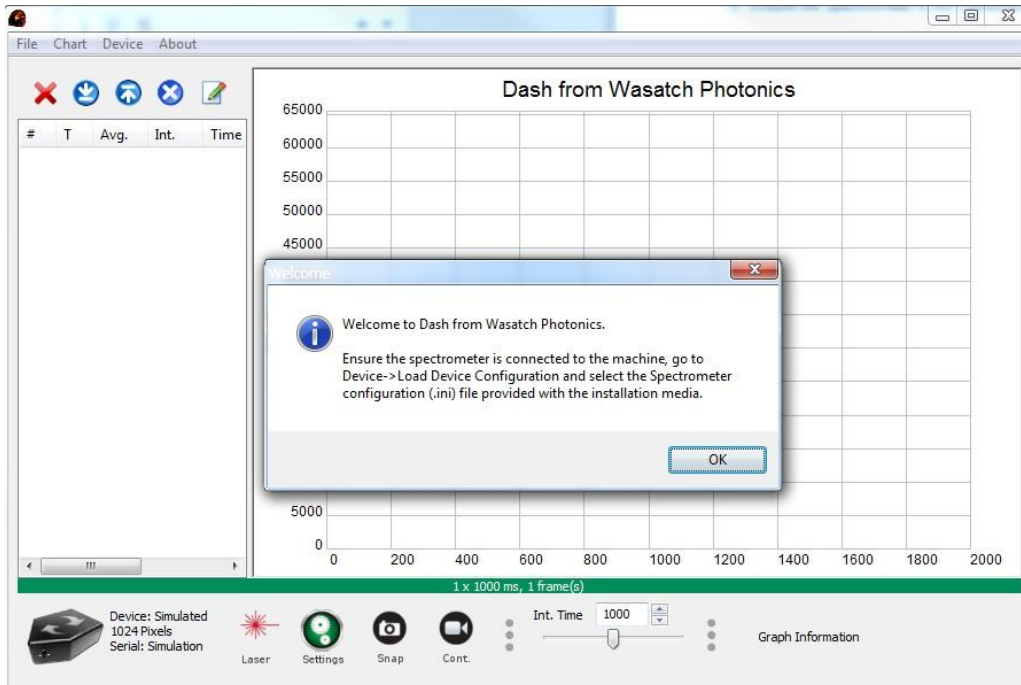 File Chart Device About
# T Avg. Int. Time
Dash from Wasatch Photonics
65000
60000
55000
50000
45000
5000
0
0 200 400 600 800 1000 1200 1400 1600 1800 2000
Welcome
Welcome to Dash from Wasatch Photonics.
Ensure the spectrometer is connected to the machine, go to
Device->Load Device Configuration and select the Spectrometer
configuration (.ini) file provided with the installation media.
OK
1 x 1000 ms, 1 frame(s)
Device: Simulated
1024 Pixels
Serial: Simulation
Laser
Settings
Snap
Cont.
Int. Time 1000
Graph Information